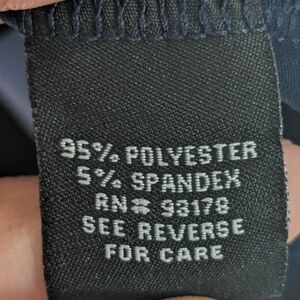 95% POLYESTER
5% SPANDEX
RN# 93178
SEE REVERSE
FOR CARE